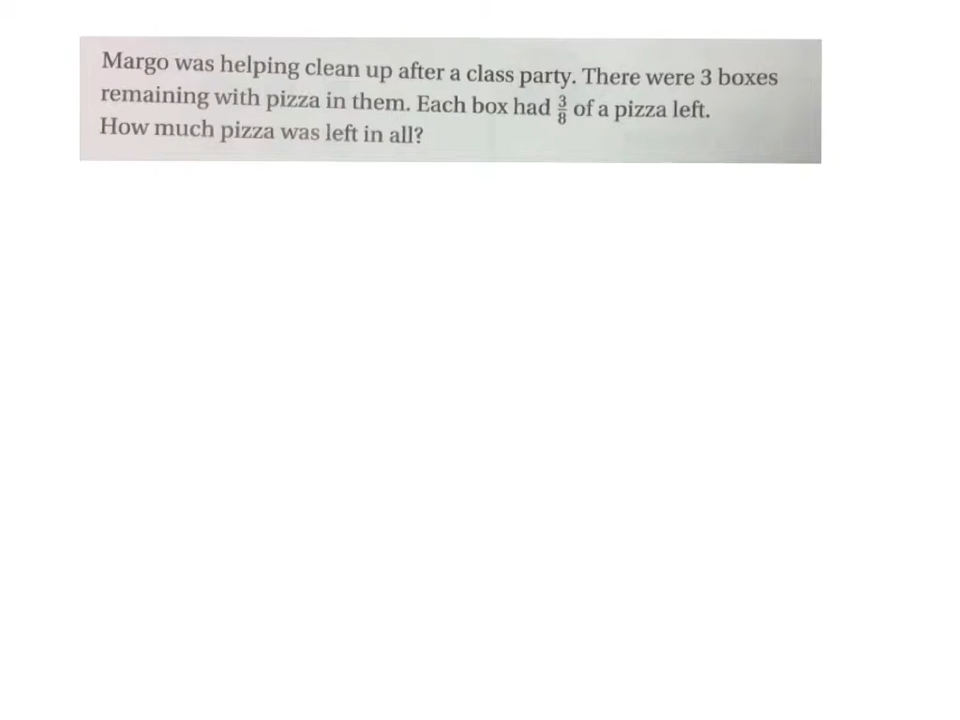 Margo was helping clean up after a class party. There were 3 boxes
remaining with pizza in them. Each box had 3/8 of a pizza left.
How much pizza was left in all?